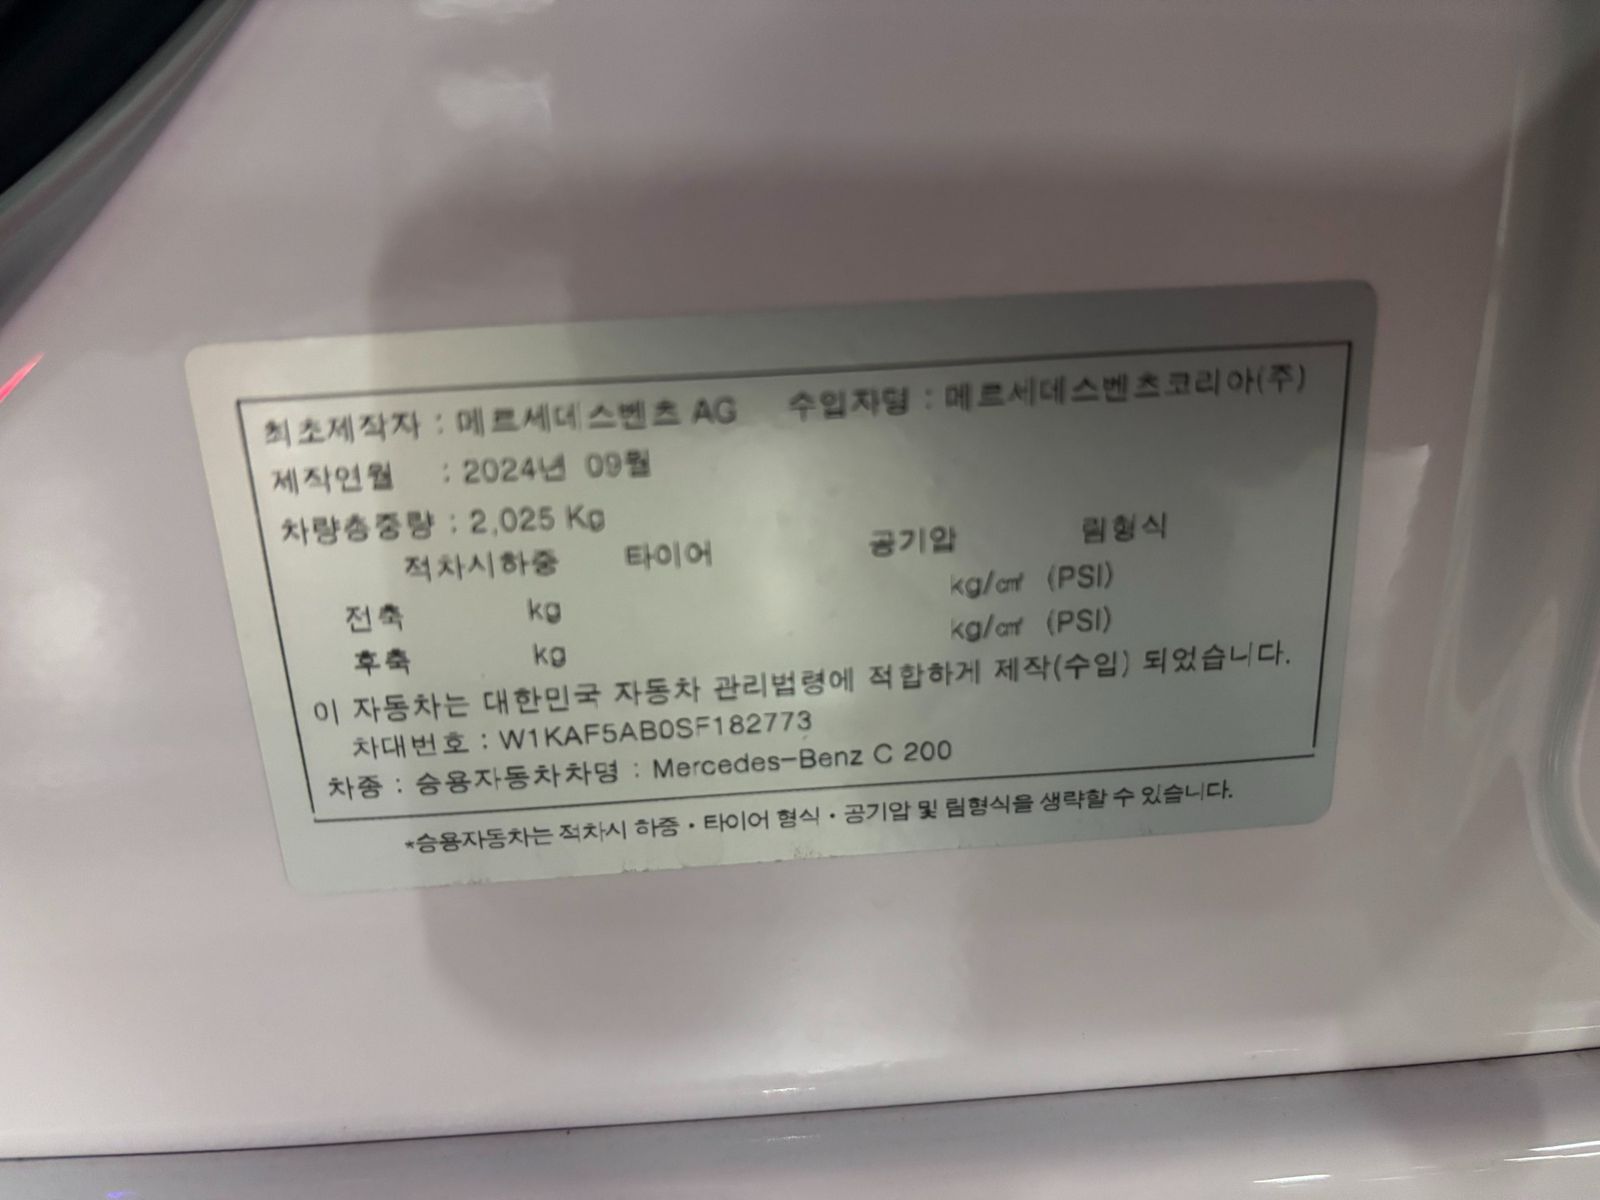 최초제작자 : 메르세데스벤츠 AG 수입자명 : 메르세데스벤츠코리아(주)
제작연월 : 2024년 09월
차량총중량 : 2,025 Kg
적차시하중 타이어 공기압 림형식
전축 kg kg/㎠ (PSI)
후축 kg kg/㎠ (PSI)
이 자동차는 대한민국 자동차 관리법령에 적합하게 제작(수입) 되었습니다.
차대번호 : W1KAF5AB0SF182773
차종 : 승용자동차차명 : Mercedes-Benz C 200
*승용자동차는 적차시 하중・타이어 형식・공기압 및 림형식을 생략할 수 있습니다.